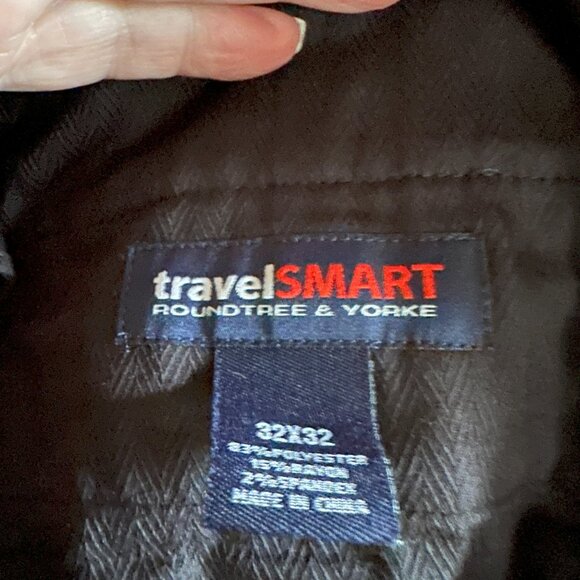 travelSMART
ROUNDTREE & YORKE
32X32
83% POLYESTER
15% RAYON
2% SPANDEX
MADE IN CHINA